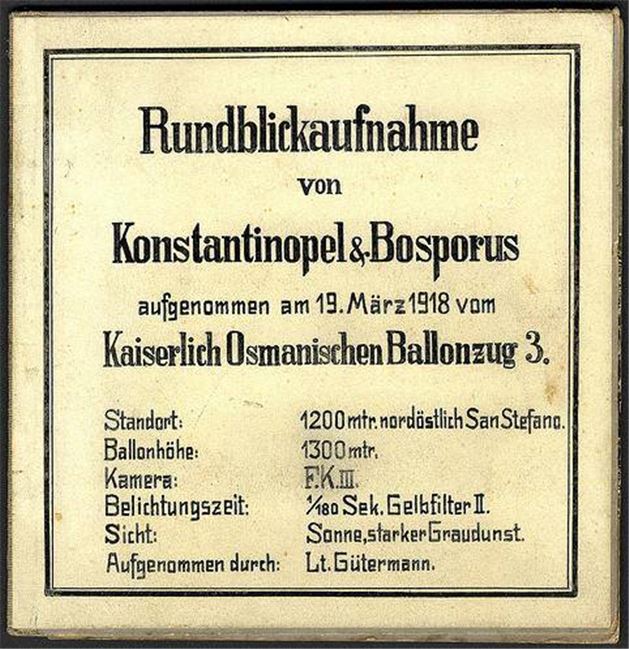 Rundblickaufnahme
von
Konstantinopel & Bosporus
aufgenommen am 19. März 1918 vom
Kaiserlich Osmanischen Ballonzug 3.
Standort: 1200 mtr. nordöstlich San Stefano.
Ballonhöhe: 1300 mtr.
Kamera: F.K.III.
Belichtungszeit: 1/180 Sek. Gelbfilter II.
Sicht: Sonne, starker Graudunst.
Aufgenommen durch: Lt. Gütermann.